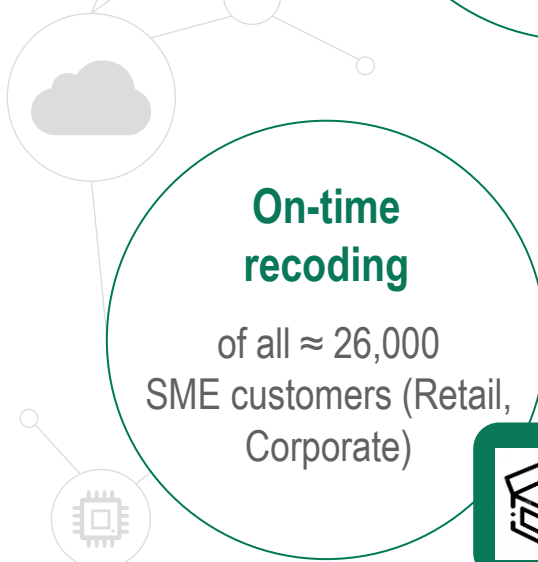 On-time
recoding
of all ≈ 26,000
SME customers (Retail,
Corporate)